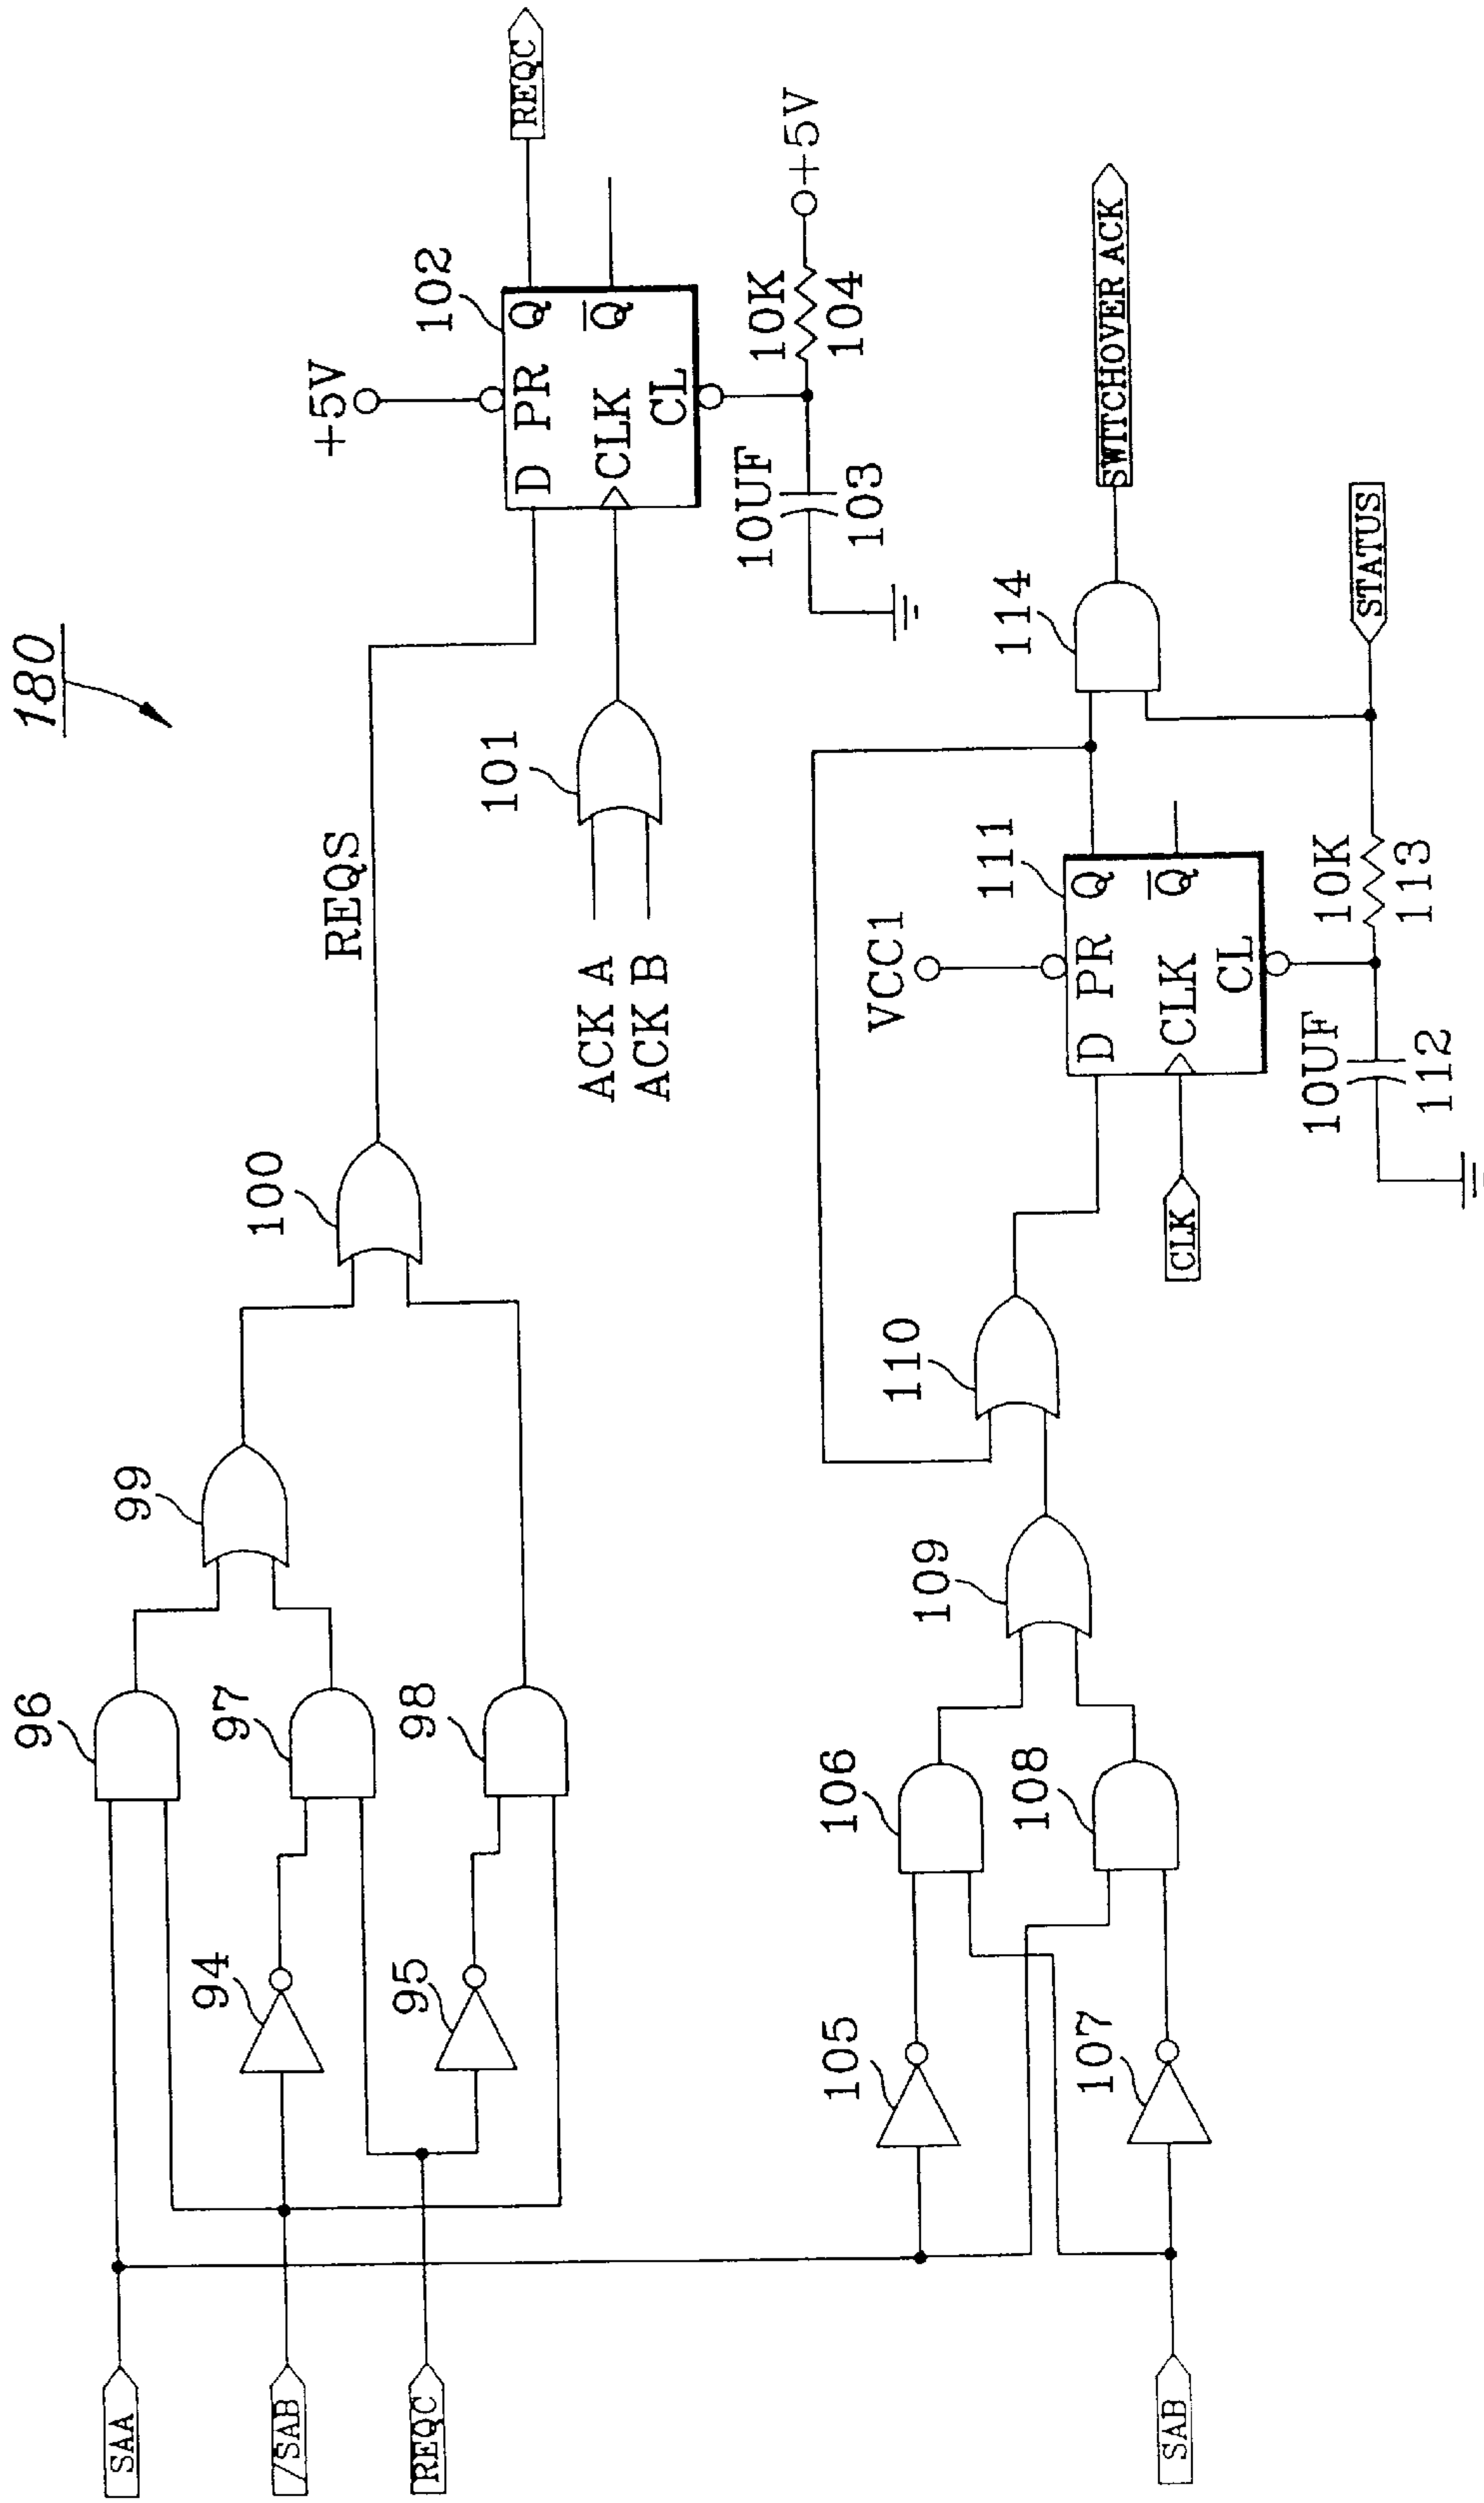 180
SAA
/SAB
REQC
94
95
96
97
98
99
100
REQS
ACK A
ACK B
101
+5V
102
D PR Q
CLK Q
CL
REQC
10UF
103
10K
104
+5V
SAB
105
107
106
108
109
110
CLK
VCC1
111
D PR Q
CLK Q
CL
10UF
112
10K
113
114
SWITCHOVER ACK
STATUS